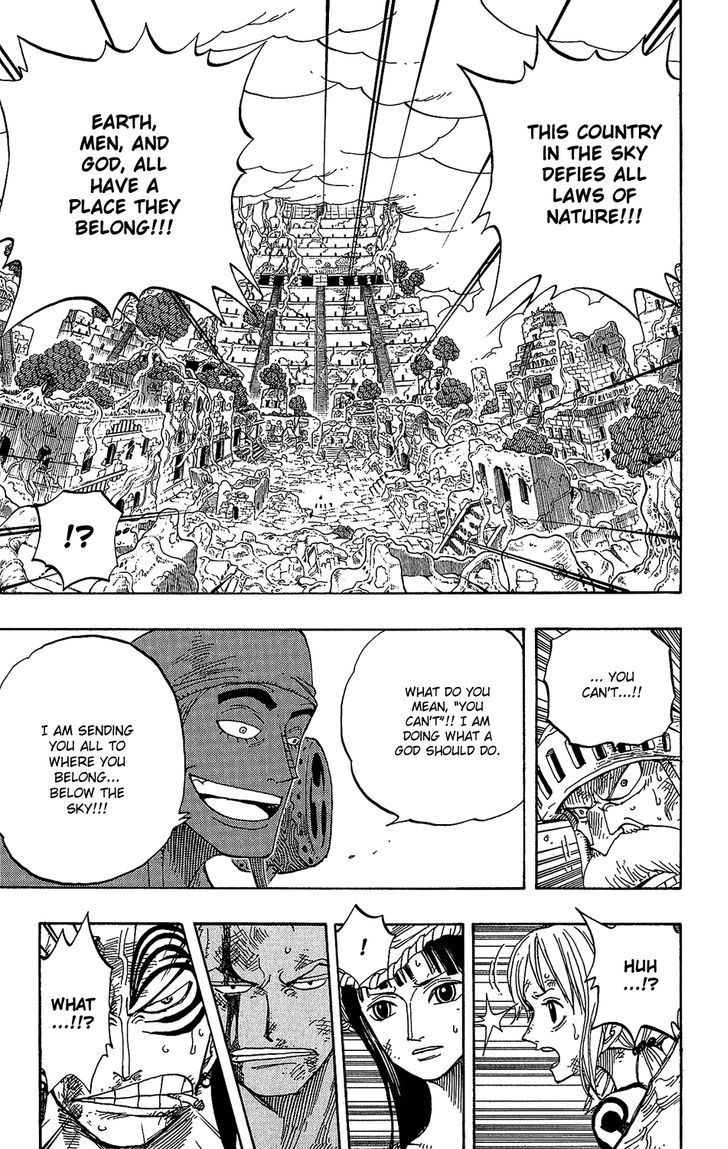 THIS COUNTRY
IN THE SKY
DEFIES ALL
LAWS OF
NATURE!!!
EARTH,
MEN, AND
GOD, ALL
HAVE A
PLACE THEY
BELONG!!!
!?
... YOU
CAN'T...!!
WHAT DO YOU
MEAN, "YOU
CAN'T"!! I AM
DOING WHAT A
GOD SHOULD DO.
I AM SENDING
YOU ALL TO
WHERE YOU
BELONG...
BELOW THE
SKY!!!
HUH
...!?
!
WHAT
...!!?